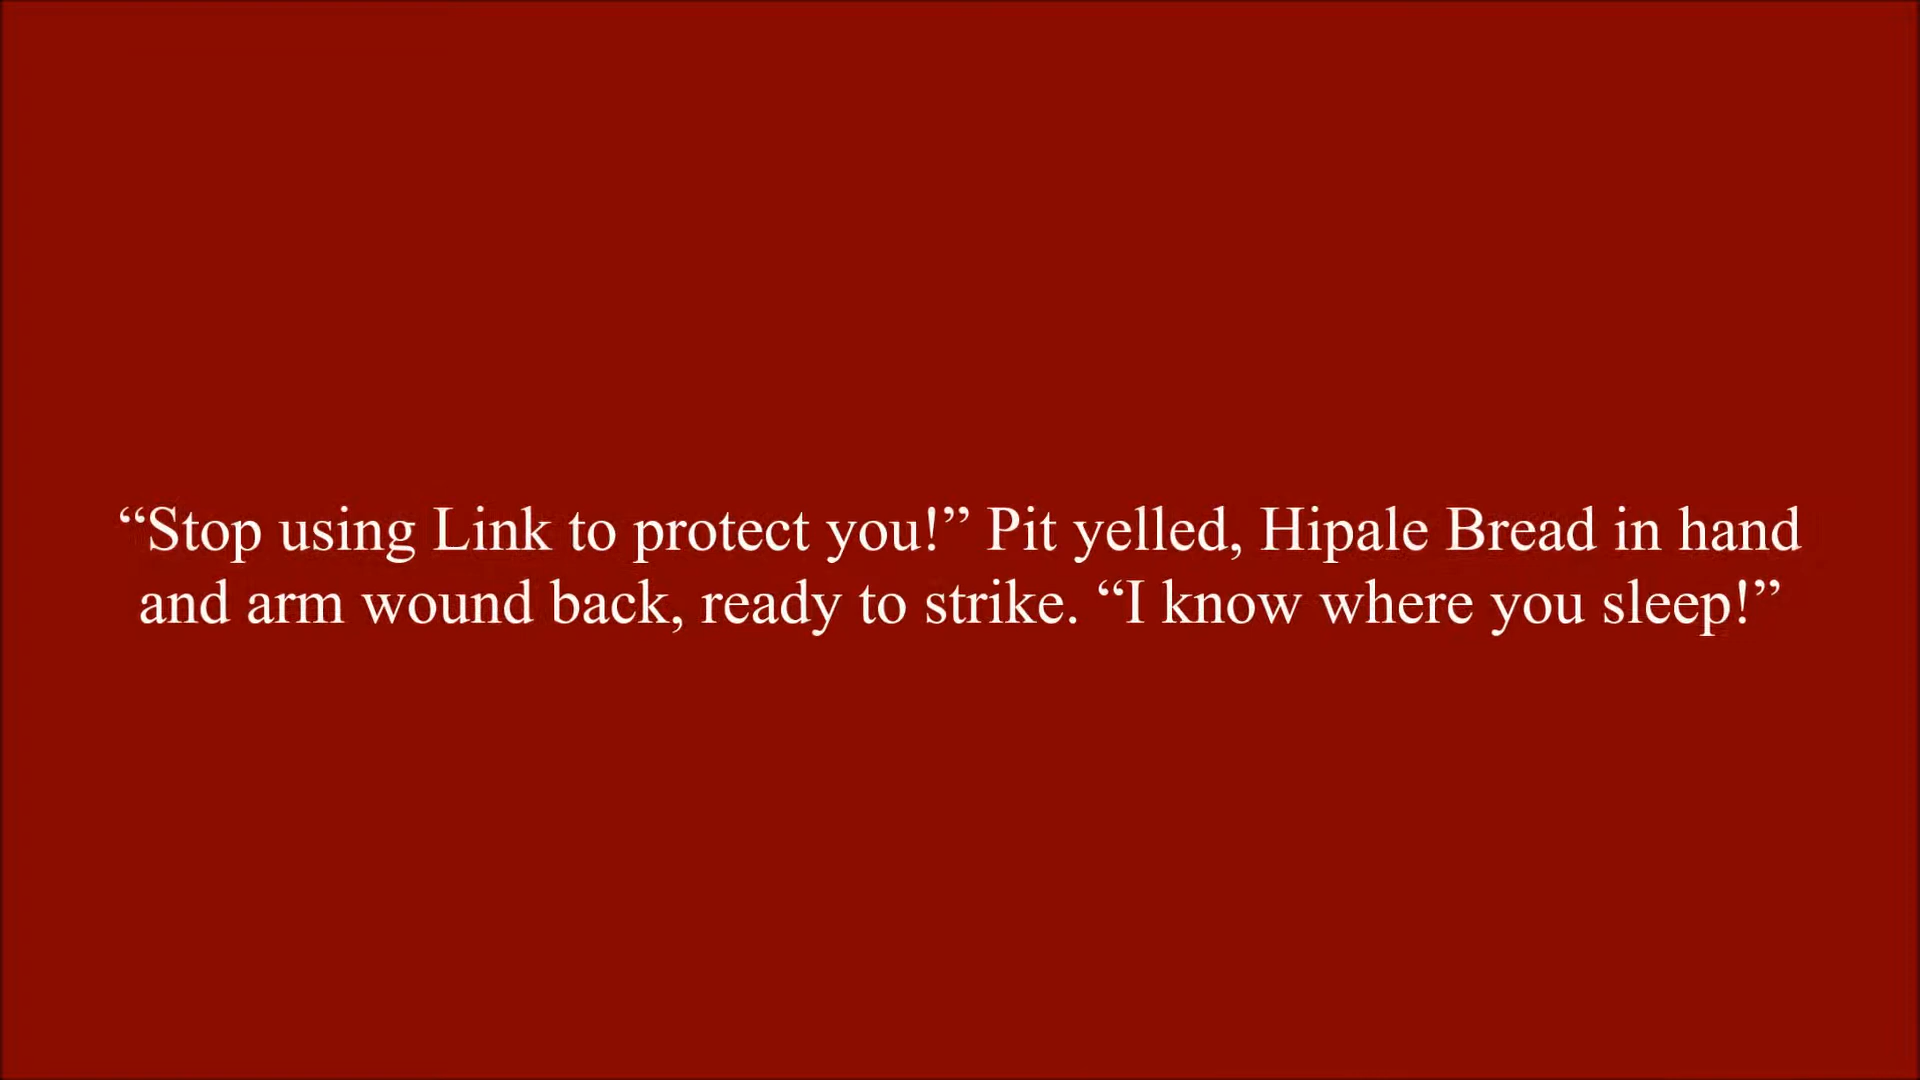 “Stop using Link to protect you!” Pit yelled, Hipale Bread in hand
and arm wound back, ready to strike. “I know where you sleep!”